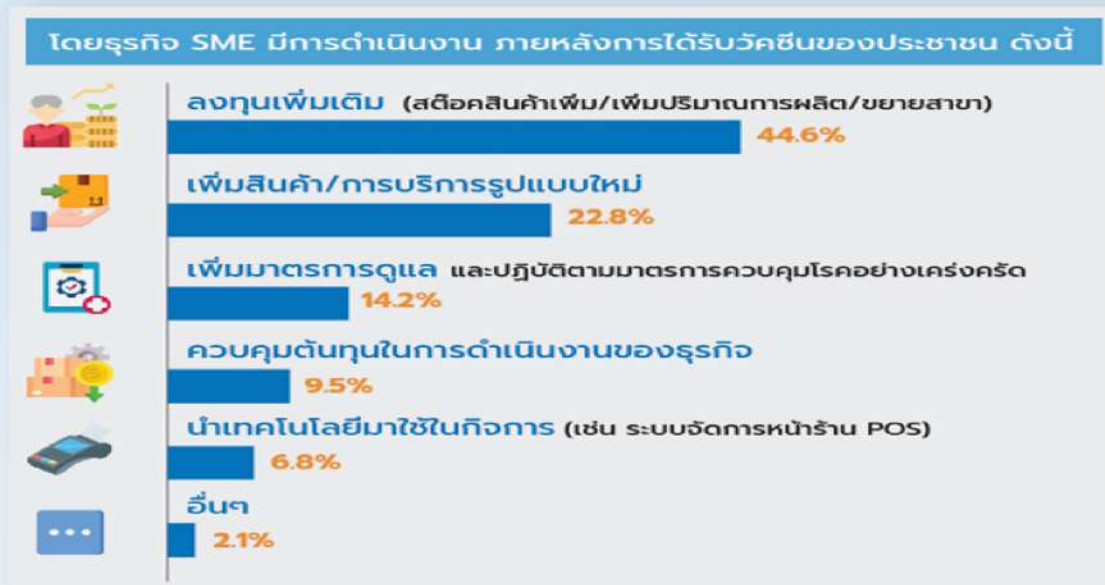 โดยธุรกิจ SME มีการดำเนินงาน ภายหลังการได้รับวัคซีนของประชาชน ดังนี้
ลงทุนเพิ่มเติม (สต๊อคสินค้าเพิ่ม/เพิ่มปริมาณการผลิต/ขยายสาขา)
44.6%
เพิ่มสินค้า/การบริการรูปแบบใหม่
22.8%
เพิ่มมาตรการดูแล และปฏิบัติตามมาตรการควบคุมโรคอย่างเคร่งครัด
14.2%
ควบคุมต้นทุนในการดำเนินงานของธุรกิจ
9.5%
นำเทคโนโลยีมาใช้ในกิจการ (เช่น ระบบจัดการหน้าร้าน POS)
6.8%
อื่นๆ
2.1%